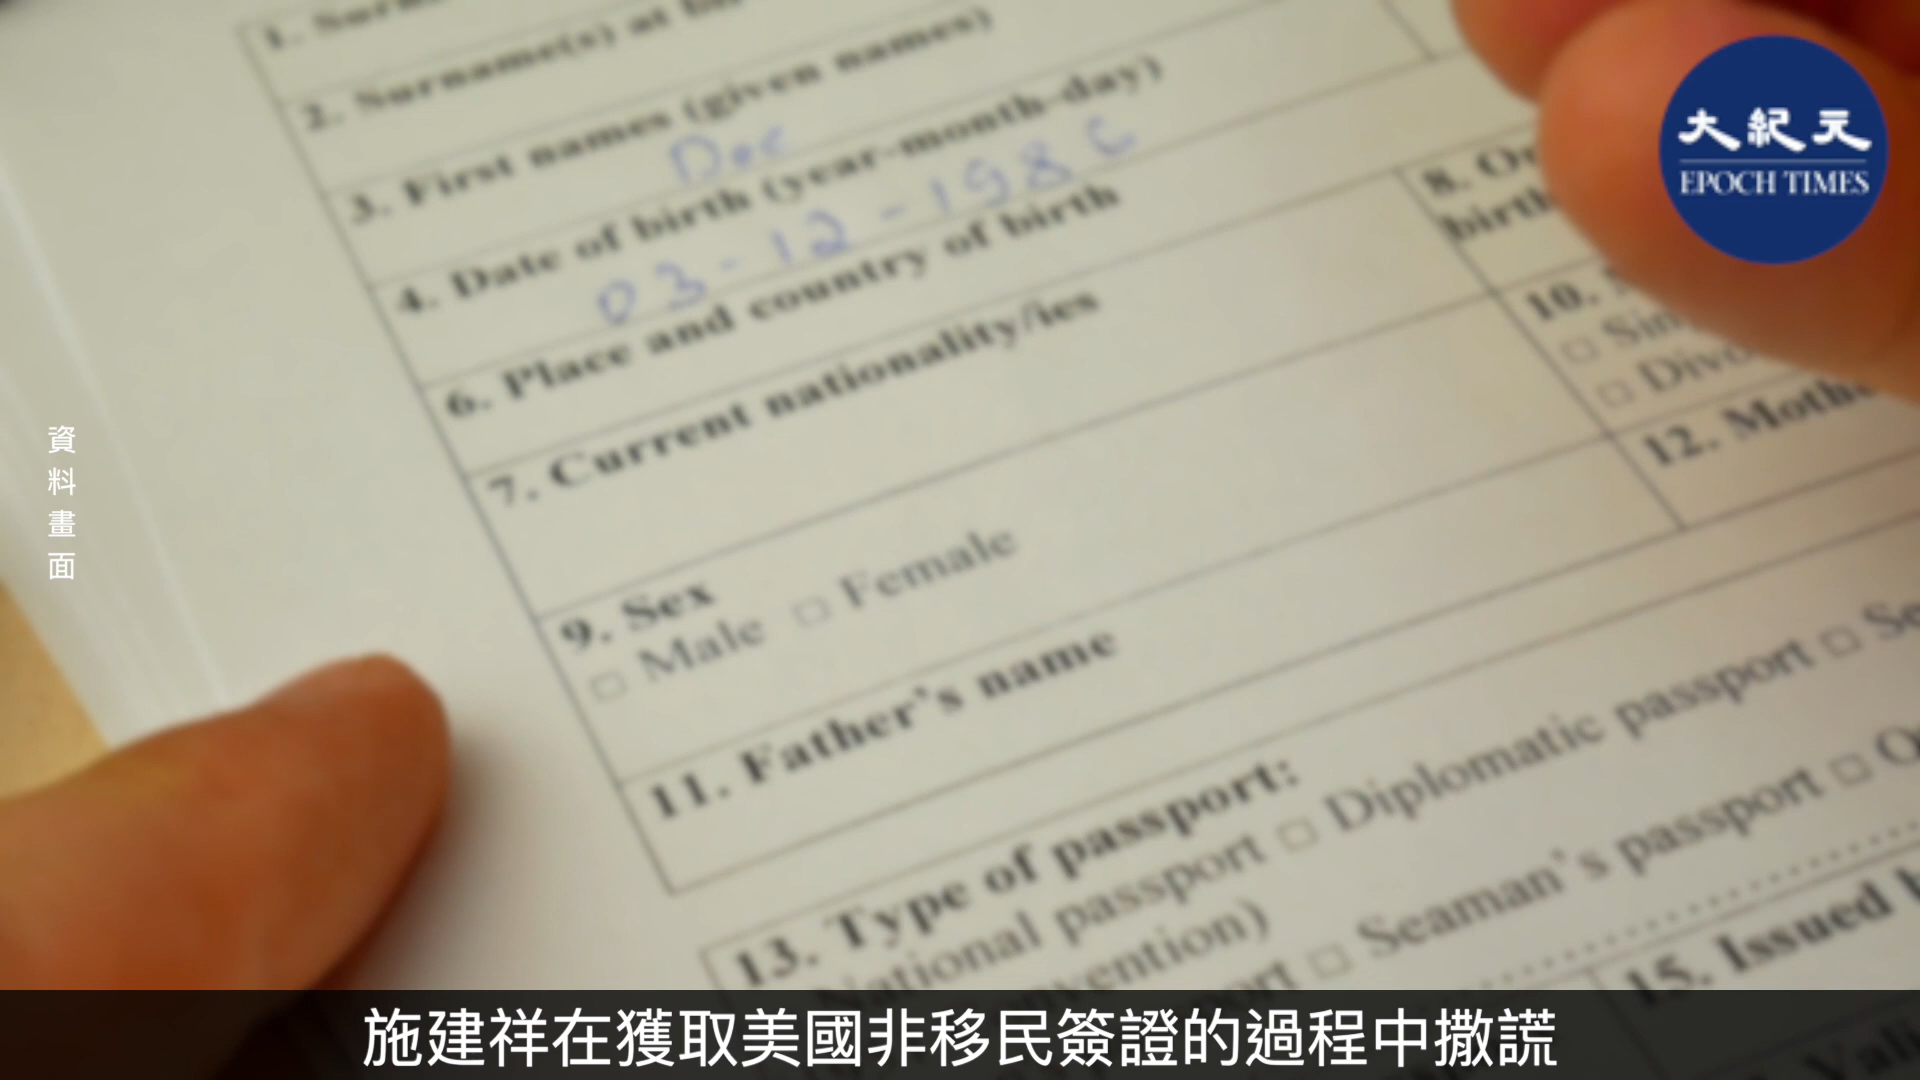 大紀元
EPOCH TIMES
資料畫面
2. Surname(s) at
3. First names (given names)
Doe
4. Date of birth (year-month-day)
03-12-1986
6. Place and country of birth
7. Current nationality/ies
8.
birth
10.
9. Sex
□ Male □ Female
11. Father's name
12.
13. Type of passport:
National passport □ Diplomatic passport □
□ Seaman's passport □
15. Issued
施建祥在獲取美國非移民簽證的過程中撒謊